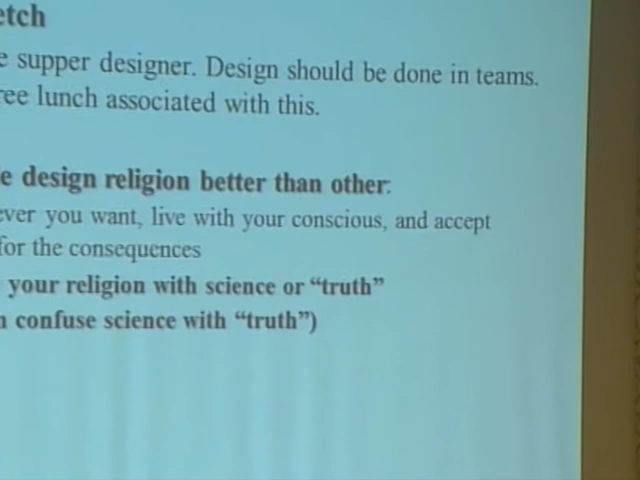 etch
e supper designer. Design should be done in teams.
ree lunch associated with this.
e design religion better than other:
ever you want, live with your conscious, and accept
for the consequences
your religion with science or “truth”
n confuse science with “truth”)